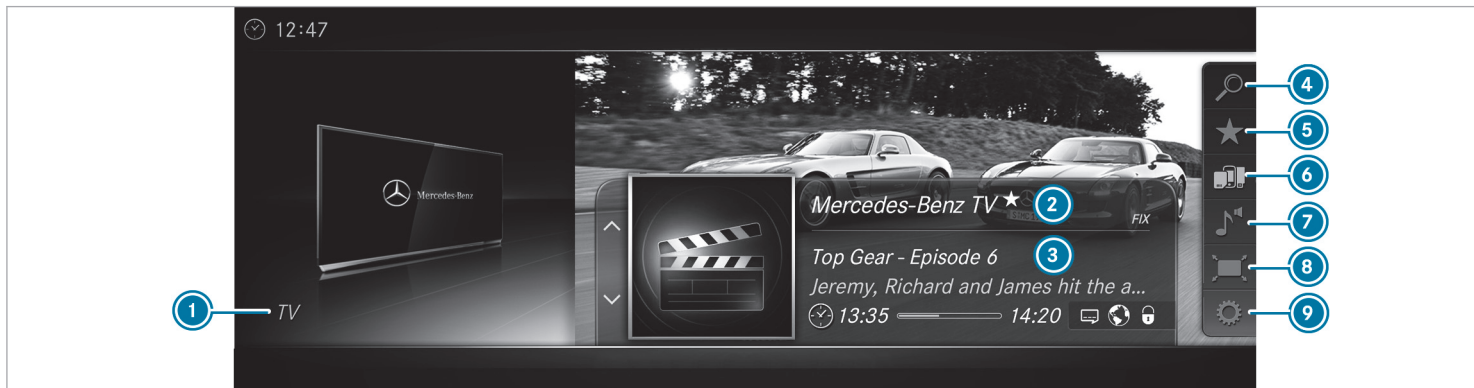 12:47
Mercedes-Benz
TV
Mercedes-Benz TV
FIX
Top Gear - Episode 6
Jeremy, Richard and James hit the a...
13:35 14:20
1
2
3
4
5
6
7
8
9